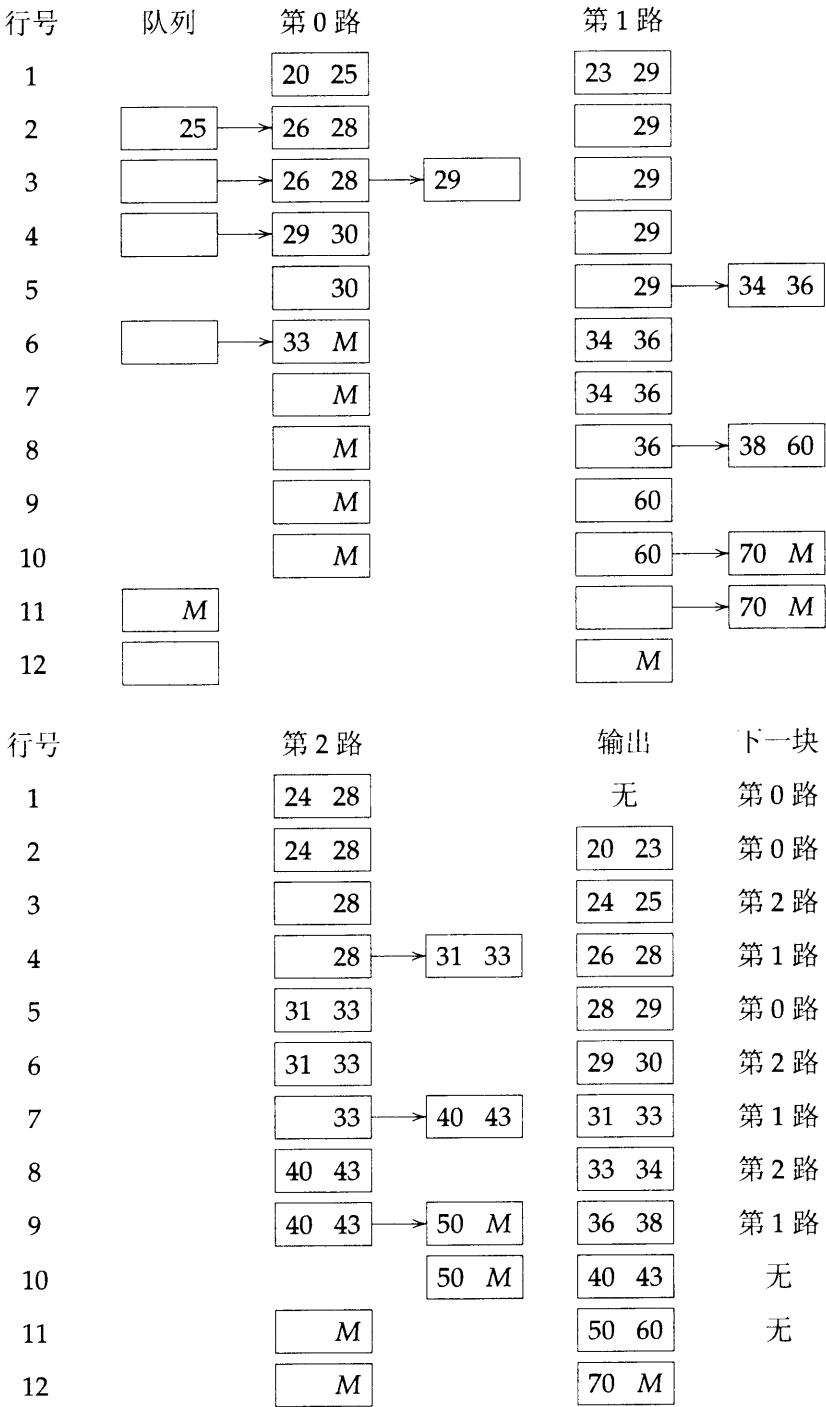 行号 队列 第0路 第1路
1 20 25 23 29
2 25 26 28 29
3 26 28 29 29
4 29 30 29
5 30 29 34 36
6 33 M 34 36
7 M 34 36
8 M 36 38 60
9 M 60
10 M 60 70 M
11 M 70 M
12 M
行号 第2路 输出 下一块
1 24 28 无 第0路
2 24 28 20 23 第0路
3 28 24 25 第2路
4 28 31 33 26 28 第1路
5 31 33 28 29 第0路
6 31 33 29 30 第2路
7 33 40 43 31 33 第1路
8 40 43 33 34 第2路
9 40 43 50 M 36 38 第1路
10 50 M 40 43 无
11 M 50 60 无
12 M 70 M